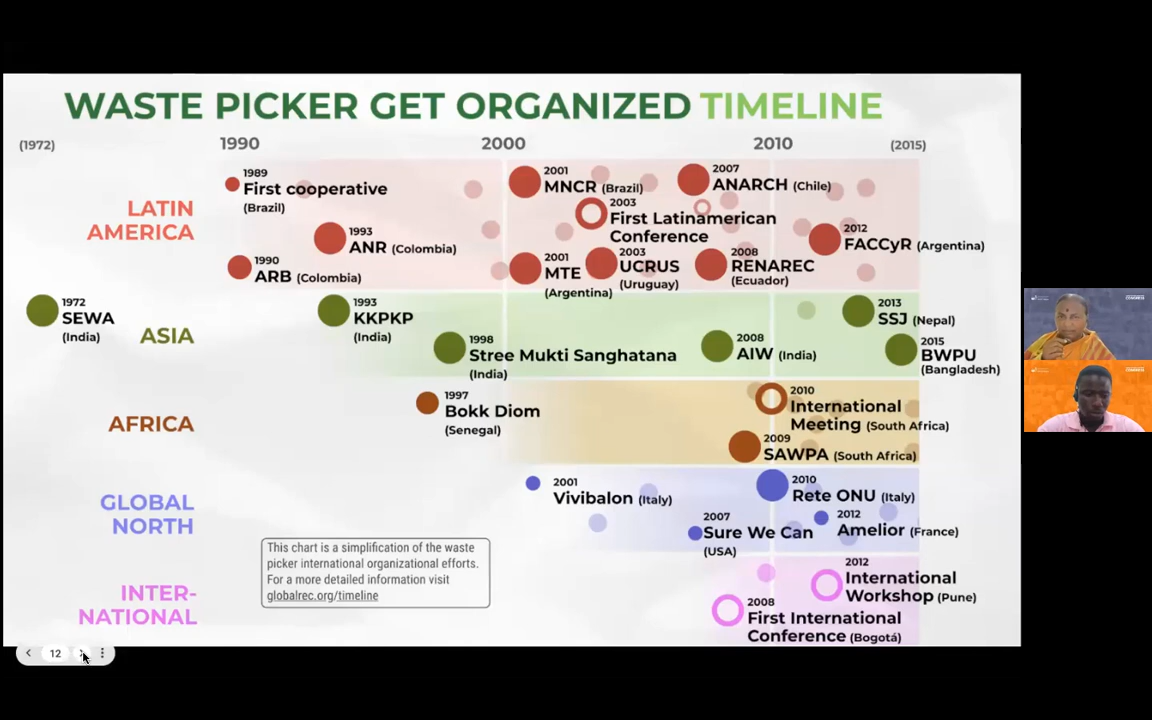 WASTE PICKER GET ORGANIZED TIMELINE
(1972)
1990
2000
2010
(2015)
LATIN
AMERICA
1989
First cooperative
(Brazil)
1993
ANR (Colombia)
1990
ARB (Colombia)
2001
MNCR (Brazil)
2003
First Latinamerican
Conference
2001
MTE
(Argentina)
2003
UCRUS
(Uruguay)
2007
ANARCH (Chile)
2008
RENAREC
(Ecuador)
2012
FACCyR (Argentina)
ASIA
1972
SEWA
(India)
1993
KKPKP
(India)
1998
Stree Mukti Sanghatana
(India)
2008
AIW (India)
2013
SSJ (Nepal)
2015
BWPU
(Bangladesh)
AFRICA
1997
Bokk Diom
(Senegal)
2010
International
Meeting (South Africa)
2009
SAWPA (South Africa)
GLOBAL
NORTH
2001
Vivibalon (Italy)
2010
Rete ONU (Italy)
2007
Sure We Can
(USA)
2012
Amelior (France)
INTER-
NATIONAL
2012
International
Workshop (Pune)
2008
First International
Conference (Bogotá)
This chart is a simplification of the waste
picker international organizational efforts.
For a more detailed information visit
globalrec.org/timeline
12